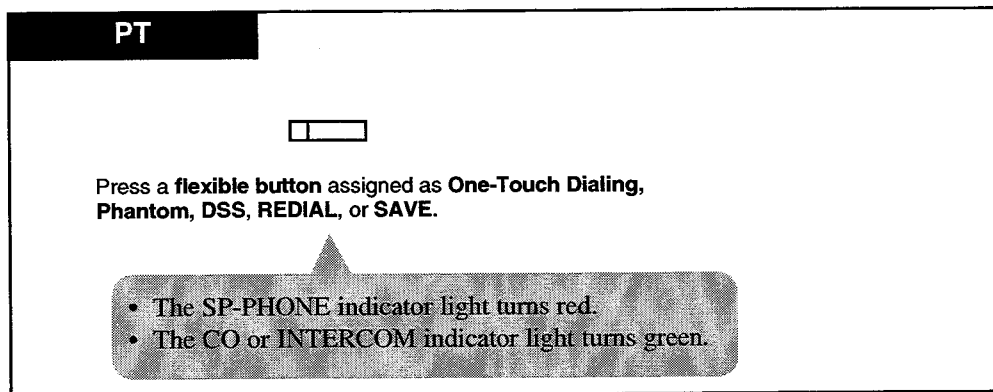 PT
Press a flexible button assigned as One-Touch Dialing,
Phantom, DSS, REDIAL, or SAVE.
• The SP-PHONE indicator light turns red.
• The CO or INTERCOM indicator light turns green.